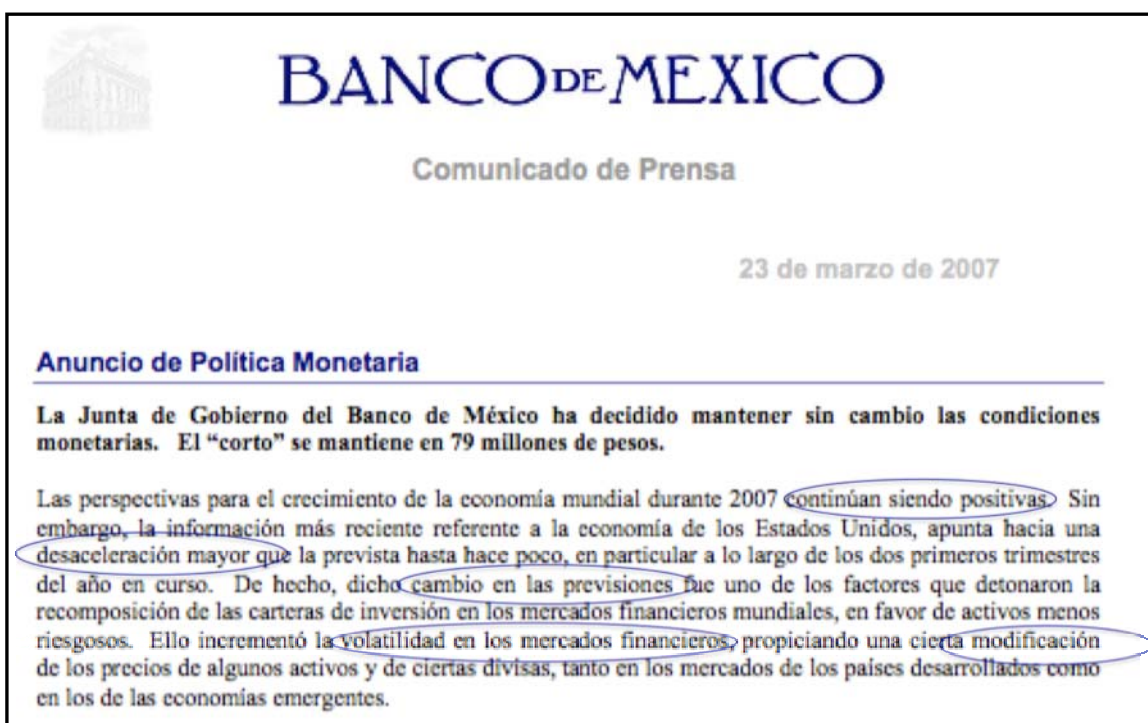 BANCO DE MEXICO
Comunicado de Prensa
23 de marzo de 2007
Anuncio de Política Monetaria
La Junta de Gobierno del Banco de México ha decidido mantener sin cambio las condiciones
monetarias. El “corto” se mantiene en 79 millones de pesos.
Las perspectivas para el crecimiento de la economía mundial durante 2007 continúan siendo positivas. Sin
embargo, la información más reciente referente a la economía de los Estados Unidos, apunta hacia una
desaceleración mayor que la prevista hasta hace poco, en particular a lo largo de los dos primeros trimestres
del año en curso. De hecho, dicho cambio en las previsiones fue uno de los factores que detonaron la
recomposición de las carteras de inversión en los mercados financieros mundiales, en favor de activos menos
riesgosos. Ello incrementó la volatilidad en los mercados financieros, propiciando una cierta modificación
de los precios de algunos activos y de ciertas divisas, tanto en los mercados de los países desarrollados como
en los de las economías emergentes.